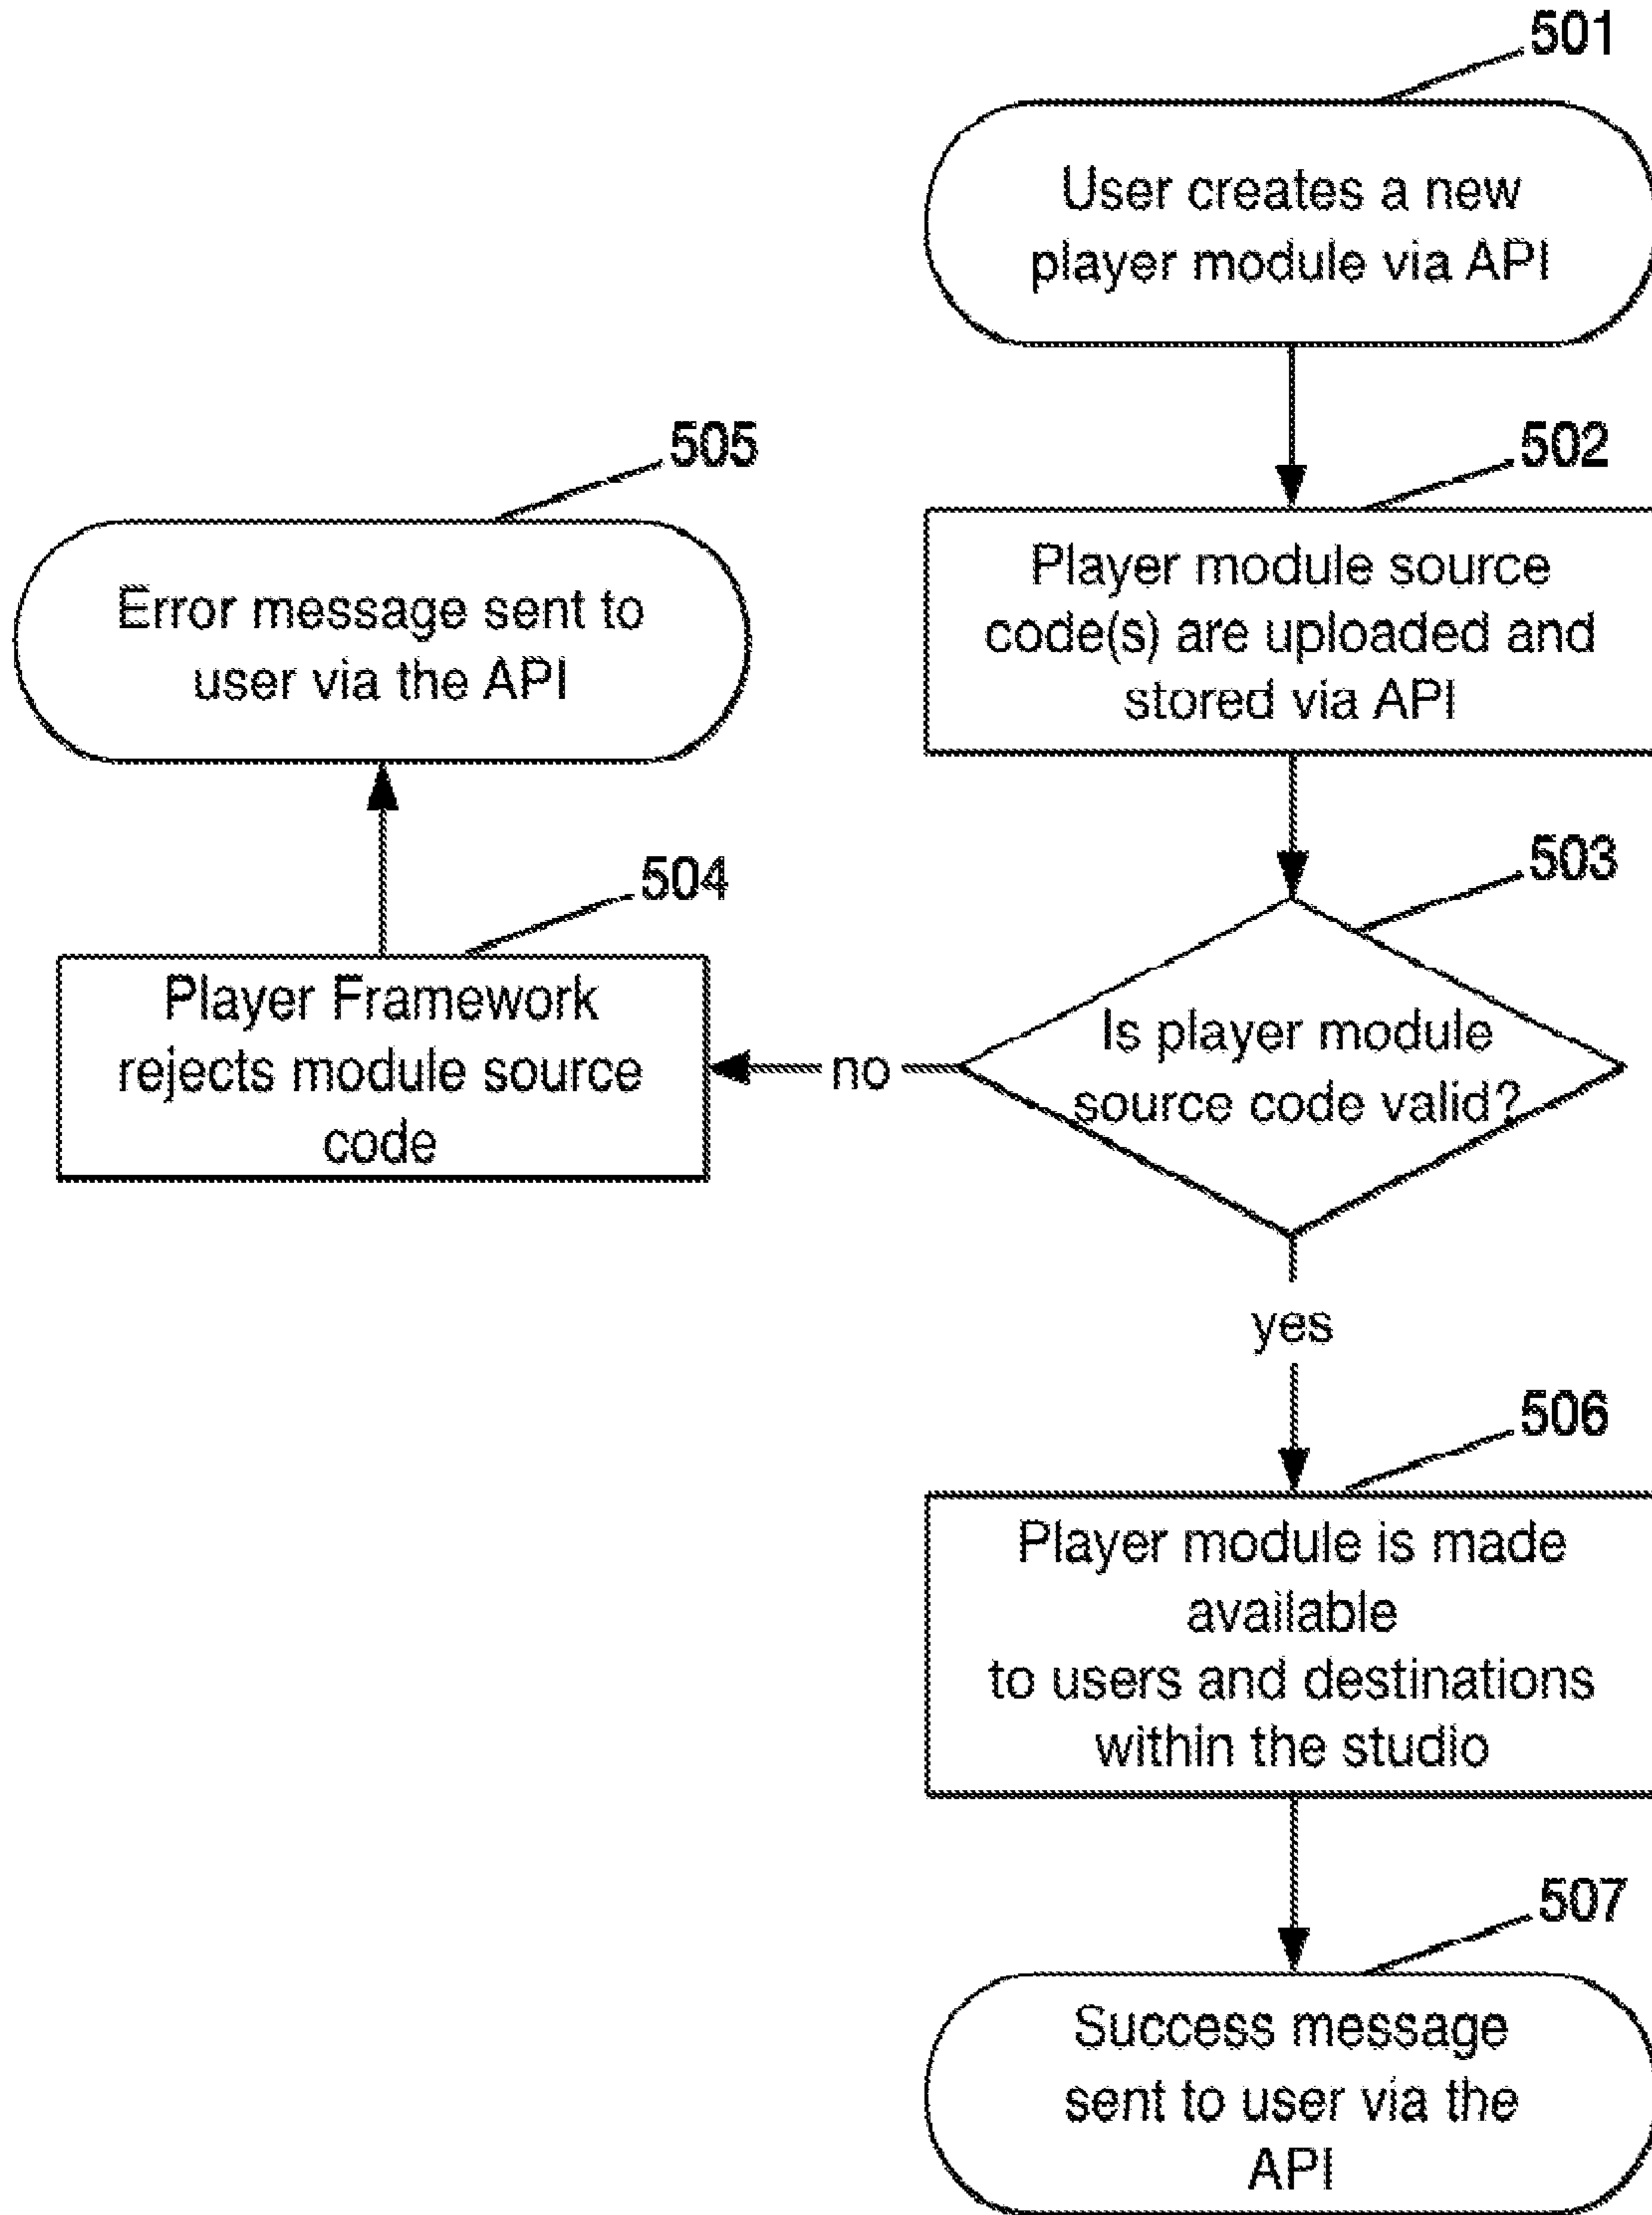 501
User creates a new
player module via API
502
Player module source
code(s) are uploaded and
stored via API
503
Is player module
source code valid?
no
504
Player Framework
rejects module source
code
505
Error message sent to
user via the API
yes
506
Player module is made
available
to users and destinations
within the studio
507
Success message
sent to user via the
API